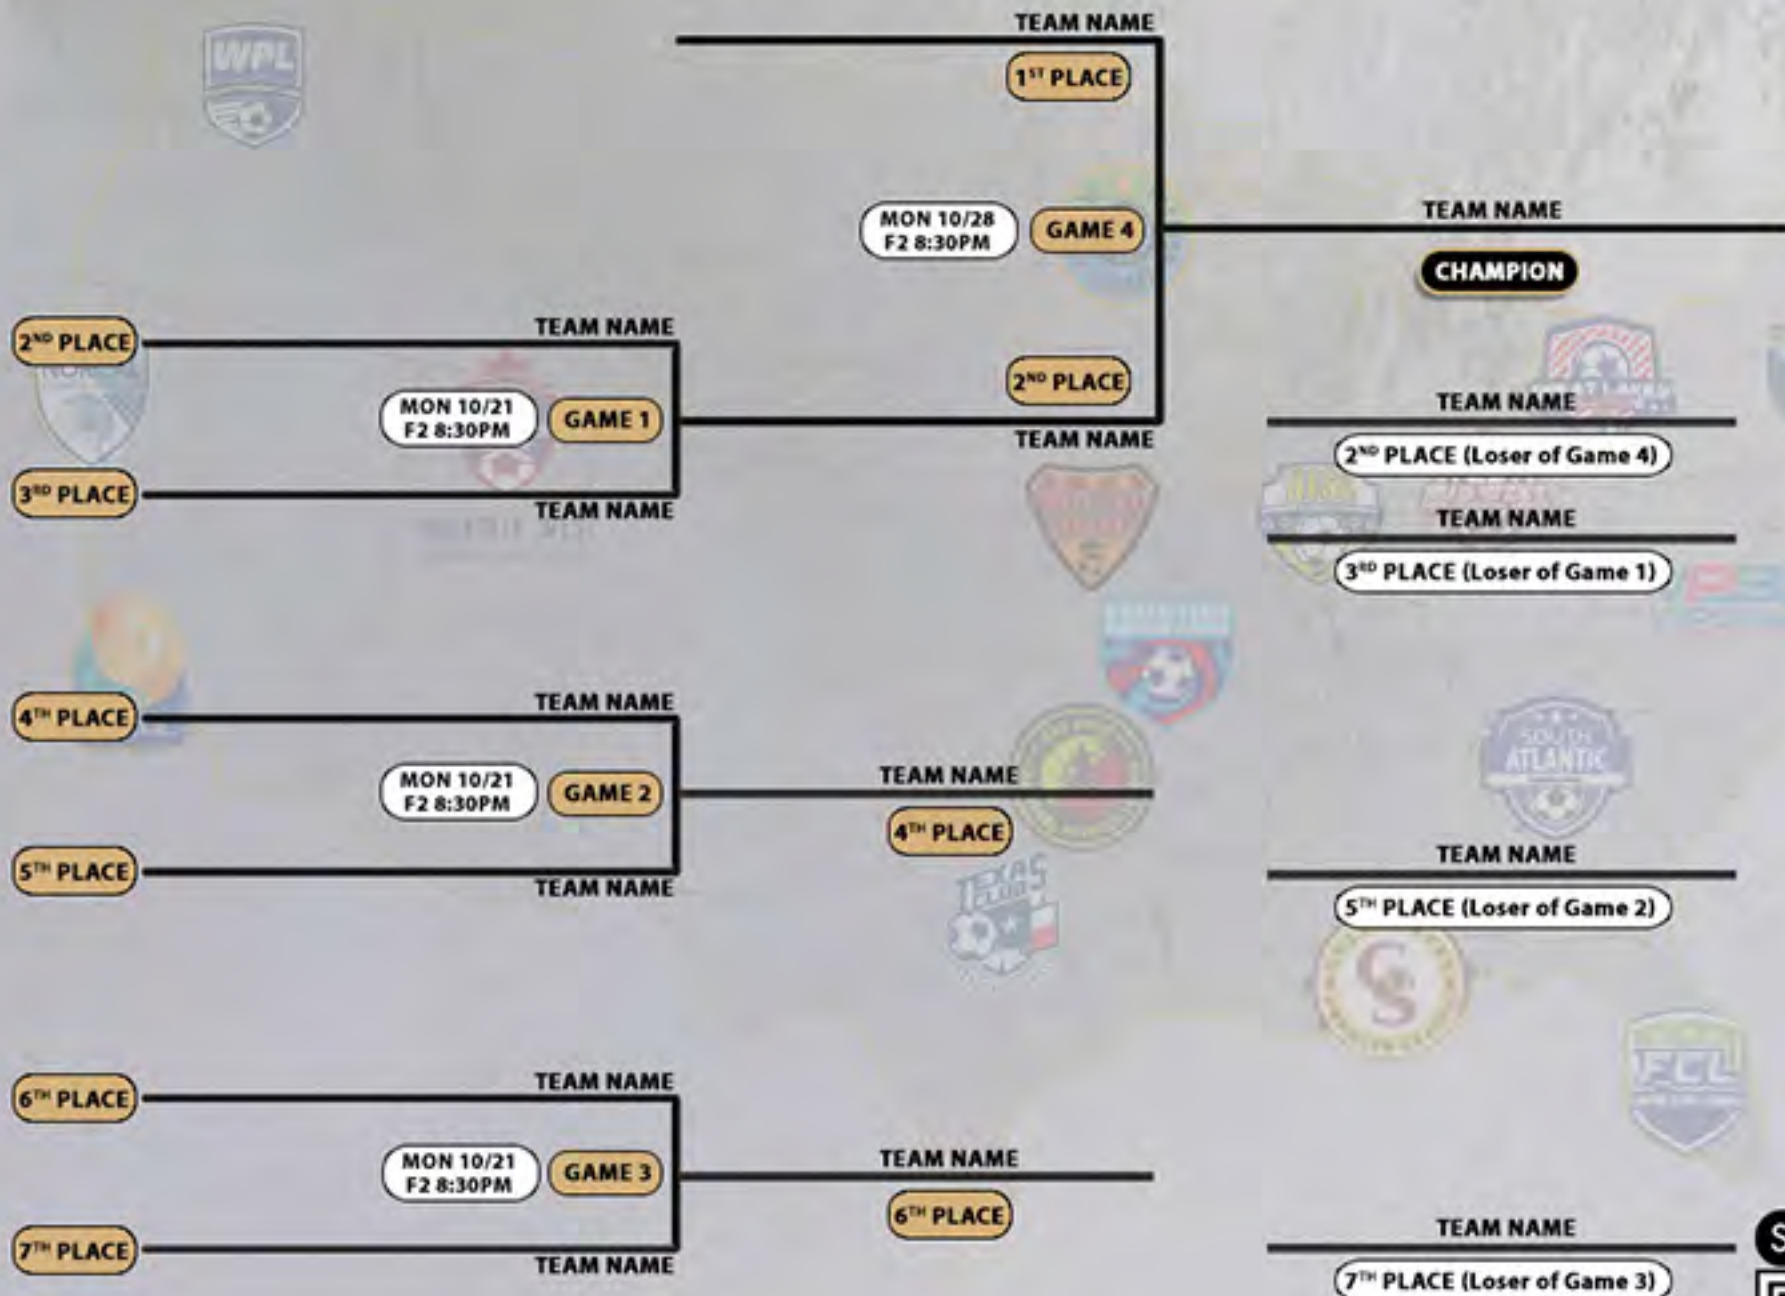 TEAM NAME
1ST PLACE
WPL
MON 10/28
F2 8:30PM
GAME 4
TEAM NAME
CHAMPION
2ND PLACE
TEAM NAME
MON 10/21
F2 8:30PM
GAME 1
3RD PLACE
TEAM NAME
2ND PLACE
TEAM NAME
TEAM NAME
2ND PLACE (Loser of Game 4)
TEAM NAME
3RD PLACE (Loser of Game 1)
4TH PLACE
TEAM NAME
MON 10/21
F2 8:30PM
GAME 2
5TH PLACE
TEAM NAME
TEAM NAME
4TH PLACE
TEXAS
CLUB
SOUTH
ATLANTIC
TEAM NAME
5TH PLACE (Loser of Game 2)
CS
FCL
6TH PLACE
TEAM NAME
MON 10/21
F2 8:30PM
GAME 3
7TH PLACE
TEAM NAME
TEAM NAME
6TH PLACE
TEAM NAME
7TH PLACE (Loser of Game 3)
S